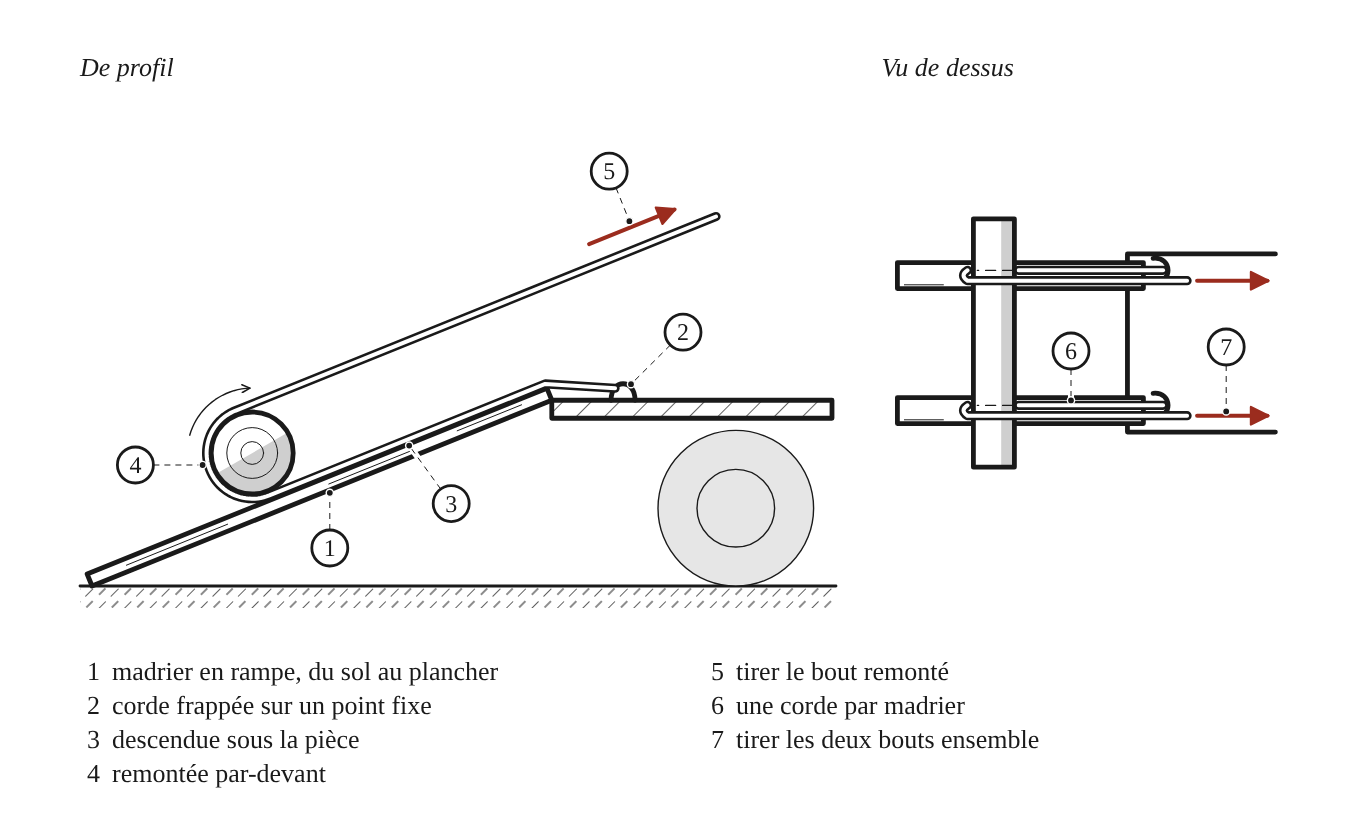 De profil
Vu de dessus
5
2
4
3
1
6
7
1 madrier en rampe, du sol au plancher
2 corde frappée sur un point fixe
3 descendue sous la pièce
4 remontée par-devant
5 tirer le bout remonté
6 une corde par madrier
7 tirer les deux bouts ensemble